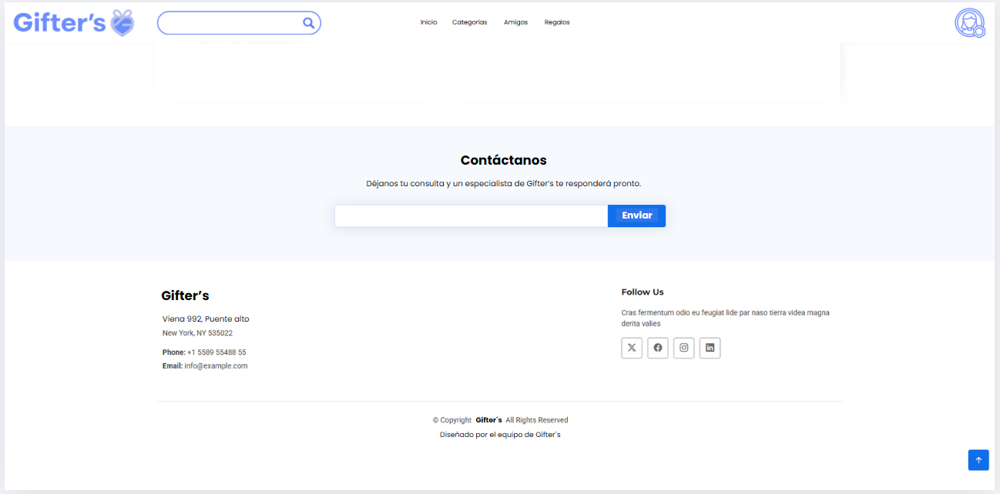 Gifter's
Inicio Categorias Amigos Regalos
Contáctanos
Déjanos tu consulta y un especialista de Gifter's te responderá pronto.
Enviar
Gifter's
Viena 992, Puente alto
New York, NY 535022
Phone: +1 5589 55488 55
Email: info@example.com
Follow Us
Cras fermentum odio eu feugiat lide par naso tierra videa magna
derita valies
© Copyright Gifter´s All Rights Reserved
Diseñado por el equipo de Gifter´s